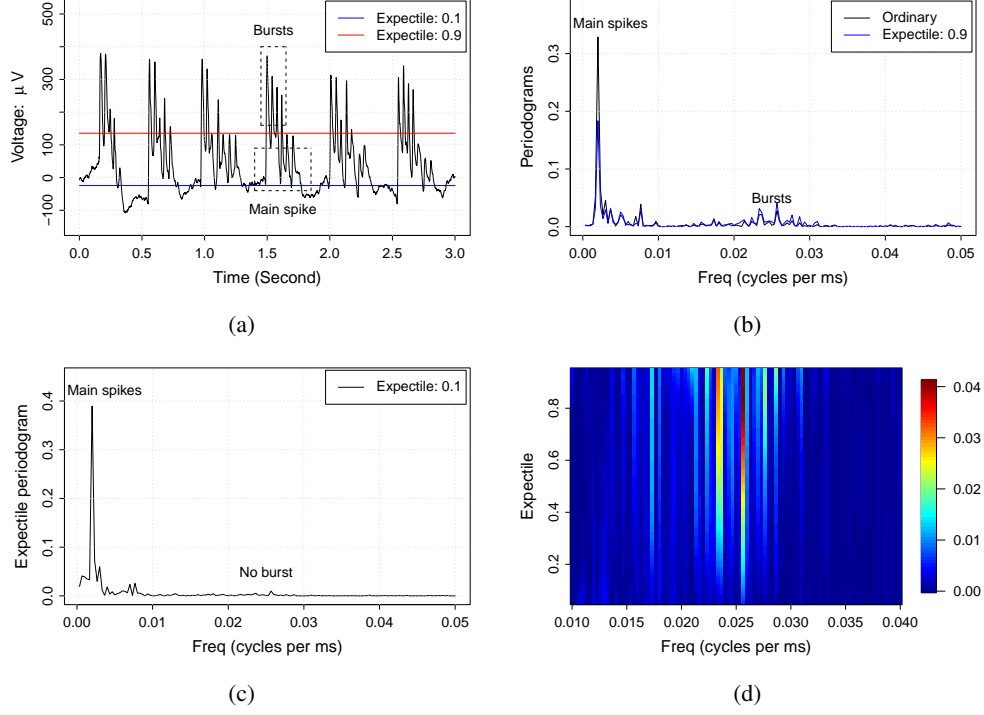 500
300
100
0
−100
Voltage: μ V
Expectile: 0.1
Expectile: 0.9
Bursts
Main spike
0.0 0.5 1.0 1.5 2.0 2.5 3.0
Time (Second)
(a)
0.3
0.2
0.1
0.0
Periodograms
Main spikes
Ordinary
Expectile: 0.9
Bursts
0.00 0.01 0.02 0.03 0.04 0.05
Freq (cycles per ms)
(b)
0.4
0.3
0.2
0.1
0.0
Expectile periodogram
Main spikes
Expectile: 0.1
No burst
0.00 0.01 0.02 0.03 0.04 0.05
Freq (cycles per ms)
(c)
0.8
0.6
0.4
0.2
Expectile
0.010 0.020 0.025 0.030 0.040
Freq (cycles per ms)
0.04
0.03
0.02
0.01
0.00
(d)